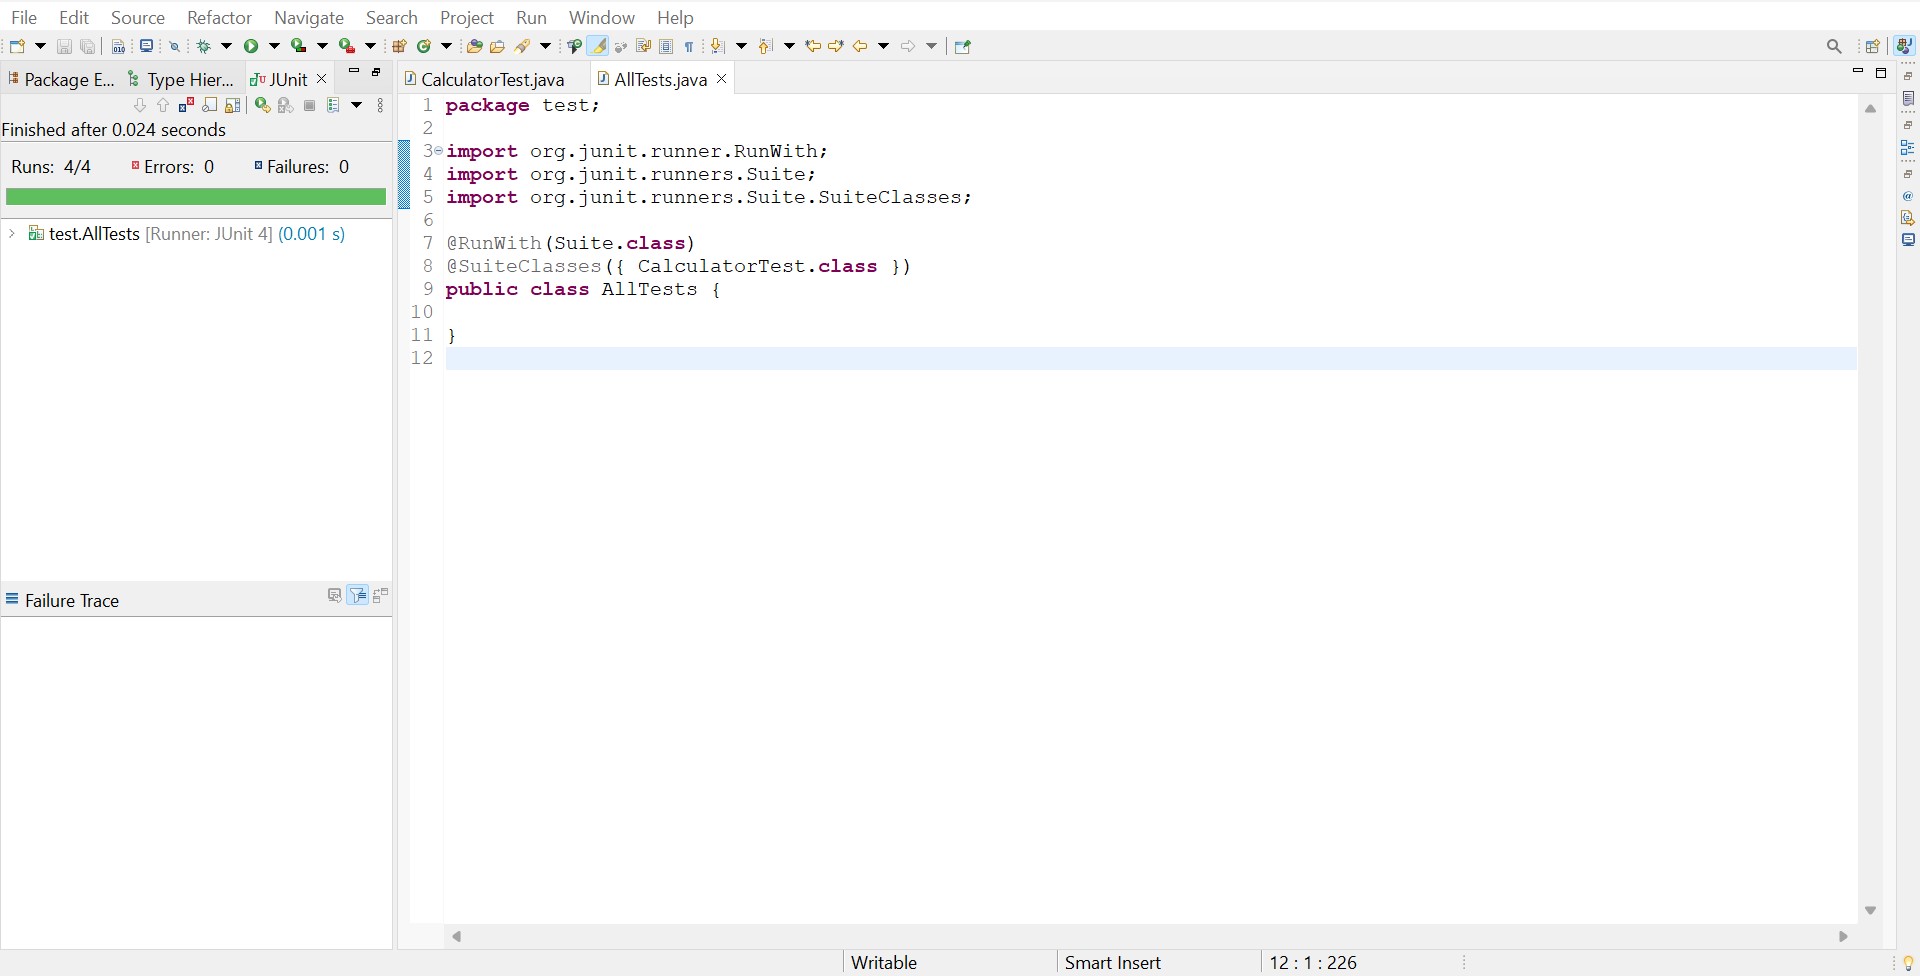 File Edit Source Refactor Navigate Search Project Run Window Help
Package E... Type Hier... JUnit
Finished after 0.024 seconds
Runs: 4/4 Errors: 0 Failures: 0
test.AllTests [Runner: JUnit 4] (0.001 s)
Failure Trace
CalculatorTest.java AllTests.java
1 package test;
2
3 import org.junit.runner.RunWith;
4 import org.junit.runners.Suite;
5 import org.junit.runners.Suite.SuiteClasses;
6
7 @RunWith(Suite.class)
8 @SuiteClasses({ CalculatorTest.class })
9 public class AllTests {
10
11 }
12
Writable Smart Insert 12 : 1 : 226